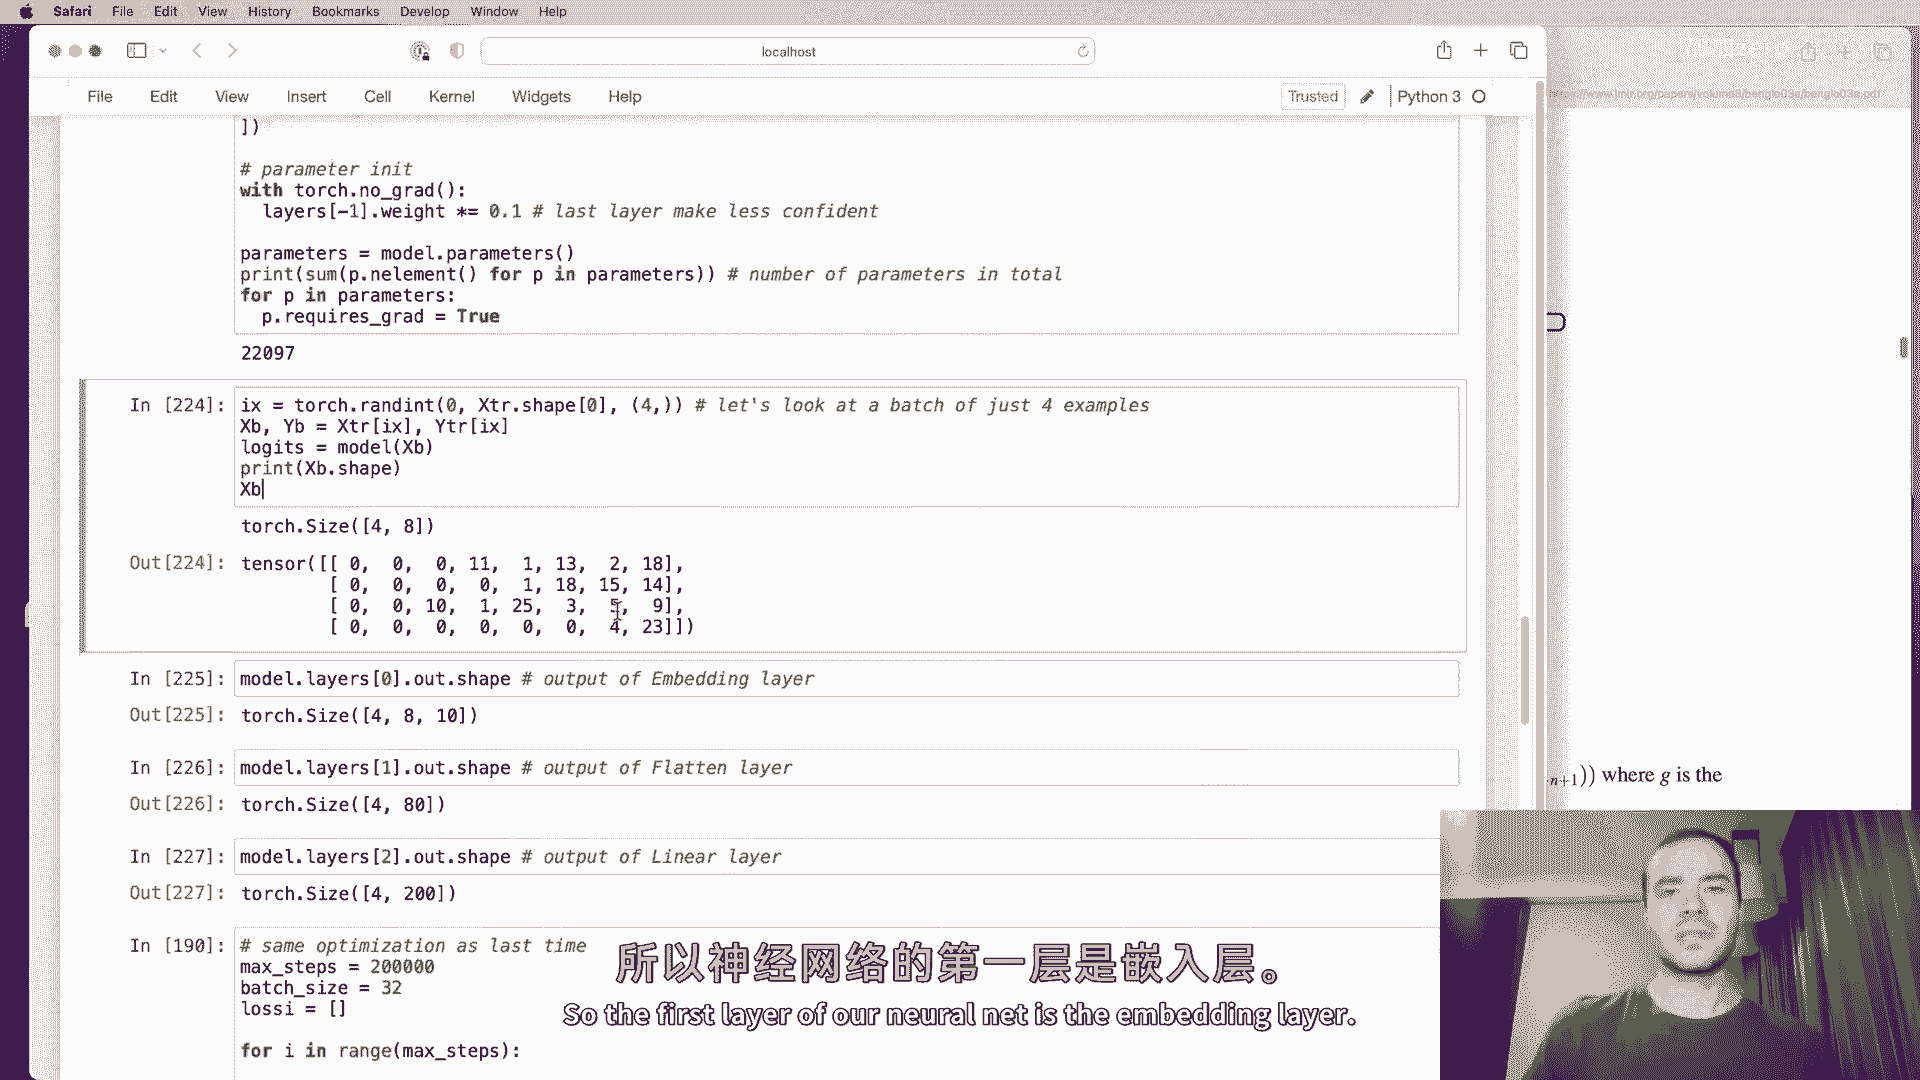 Safari File Edit View History Bookmarks Develop Window Help
localhost
File Edit View Insert Cell Kernel Widgets Help
Trusted Python 3
https://www.jmlr.org/papers/volume3/bengio03a/bengio03a.pdf
])
# parameter init
with torch.no_grad():
layers[-1].weight *= 0.1 # last layer make less confident
parameters = model.parameters()
print(sum(p.nelement() for p in parameters)) # number of parameters in total
for p in parameters:
p.requires_grad = True
22097
In [224]: ix = torch.randint(0, Xtr.shape[0], (4,)) # let's look at a batch of just 4 examples
Xb, Yb = Xtr[ix], Ytr[ix]
logits = model(Xb)
print(Xb.shape)
Xb
torch.Size([4, 8])
Out[224]: tensor([[ 0, 0, 0, 11, 1, 13, 2, 18],
[ 0, 0, 0, 0, 1, 18, 15, 14],
[ 0, 0, 10, 1, 25, 3, 5, 9],
[ 0, 0, 0, 0, 0, 0, 4, 23]])
In [225]: model.layers[0].out.shape # output of Embedding layer
Out[225]: torch.Size([4, 8, 10])
In [226]: model.layers[1].out.shape # output of Flatten layer
-n+1)) where g is the
Out[226]: torch.Size([4, 80])
In [227]: model.layers[2].out.shape # output of Linear layer
Out[227]: torch.Size([4, 200])
In [190]: # same optimization as last time
max_steps = 200000
batch_size = 32
lossi = []
for i in range(max_steps):
所以神经网络的第一层是嵌入层。
So the first layer of our neural net is the embedding layer.